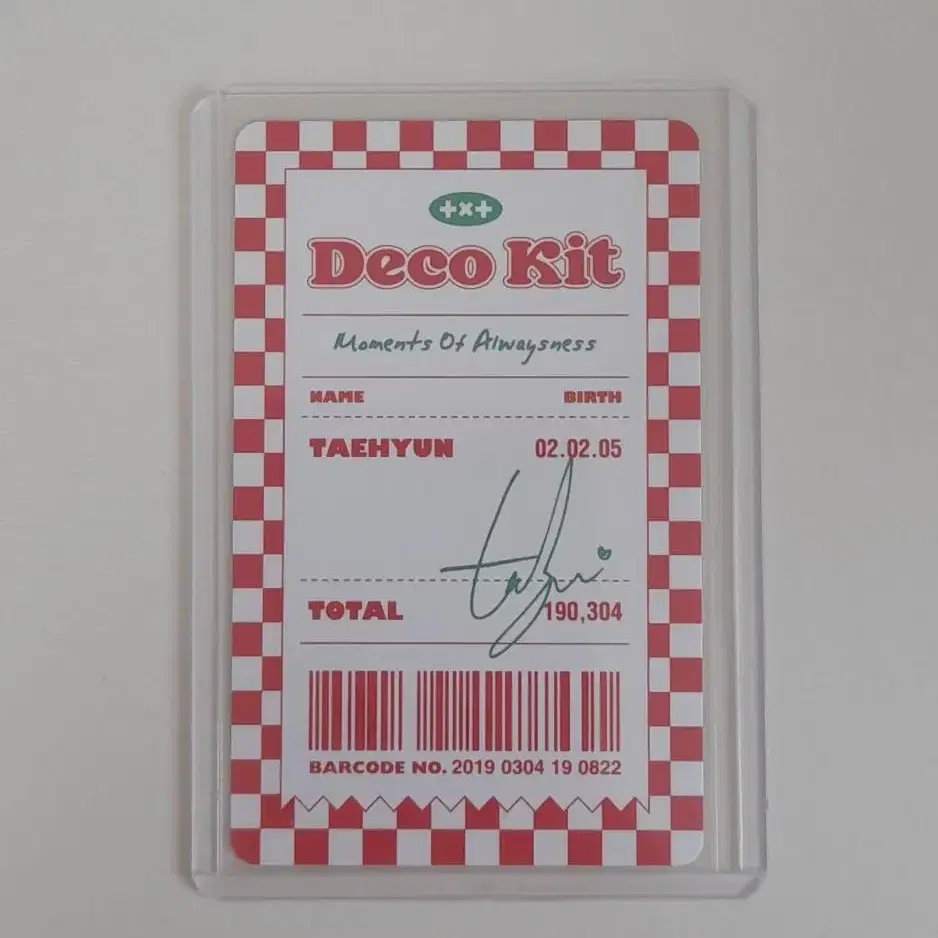 +x+
Deco Kit
Moments Of Alwaysness
NAME BIRTH
TAEHYUN 02.02.05
TOTAL 190,304
BARCODE NO. 2019 0304 19 0822